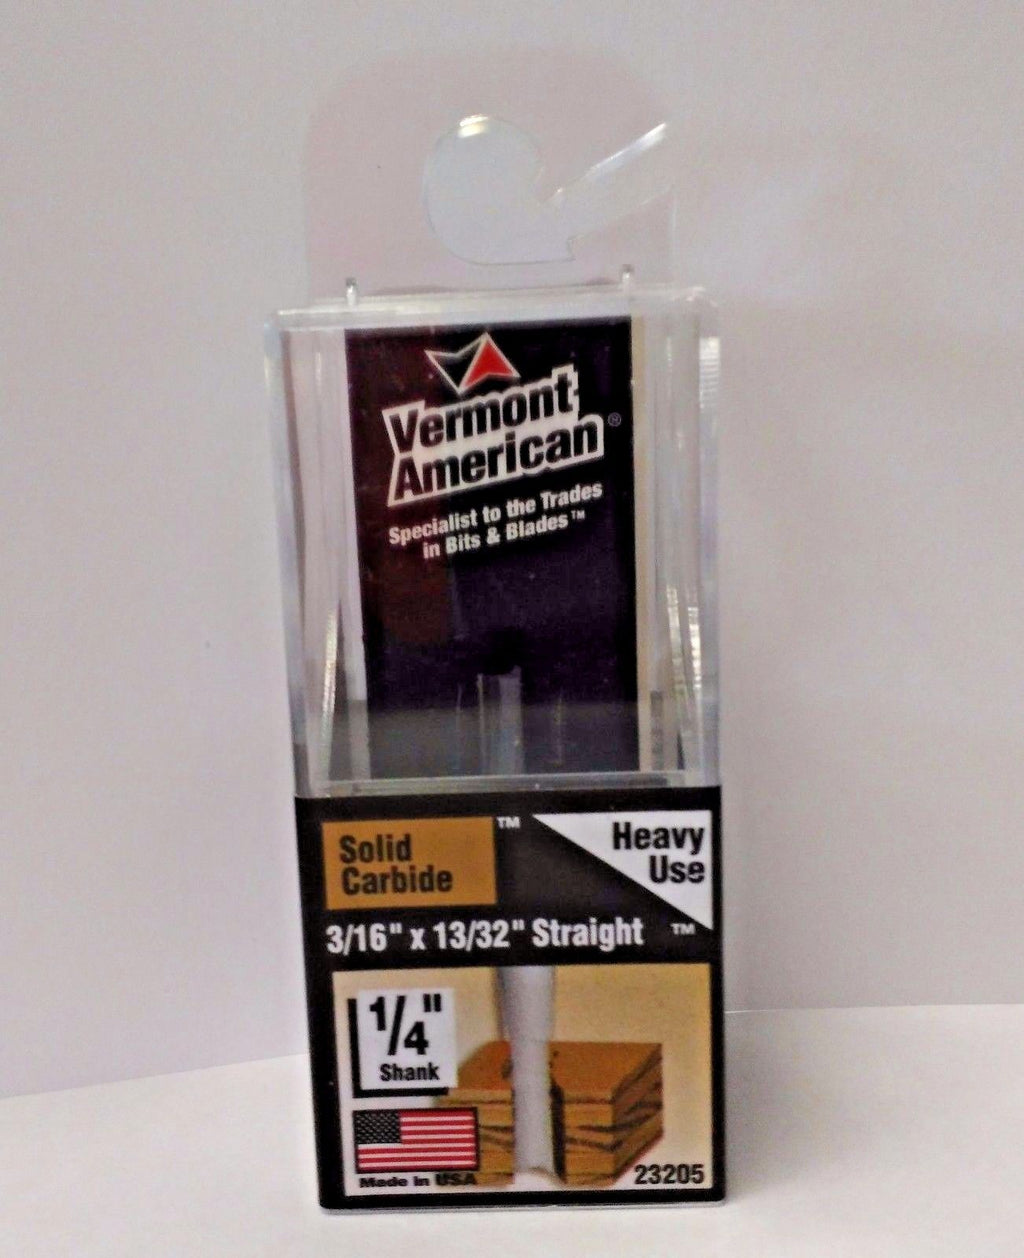 Vermont
American ®
Specialist to the Trades
in Bits & Blades™
Solid
Carbide
™
Heavy
Use
™
3/16" x 13/32" Straight
1/4"
Shank
Made in USA
23205